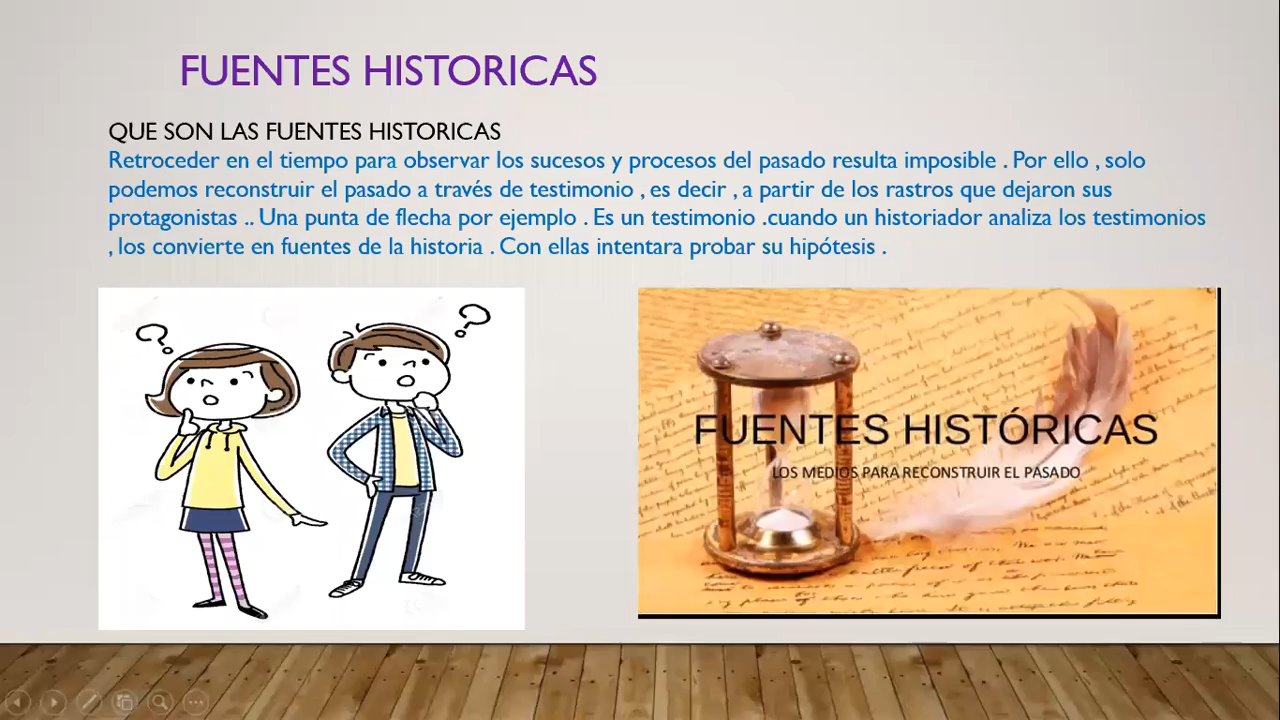 FUENTES HISTORICAS
QUE SON LAS FUENTES HISTORICAS
Retroceder en el tiempo para observar los sucesos y procesos del pasado resulta imposible . Por ello , solo
podemos reconstruir el pasado a través de testimonio , es decir , a partir de los rastros que dejaron sus
protagonistas .. Una punta de flecha por ejemplo . Es un testimonio .cuando un historiador analiza los testimonios
, los convierte en fuentes de la historia . Con ellas intentara probar su hipótesis .
FUENTES HISTÓRICAS
LOS MEDIOS PARA RECONSTRUIR EL PASADO